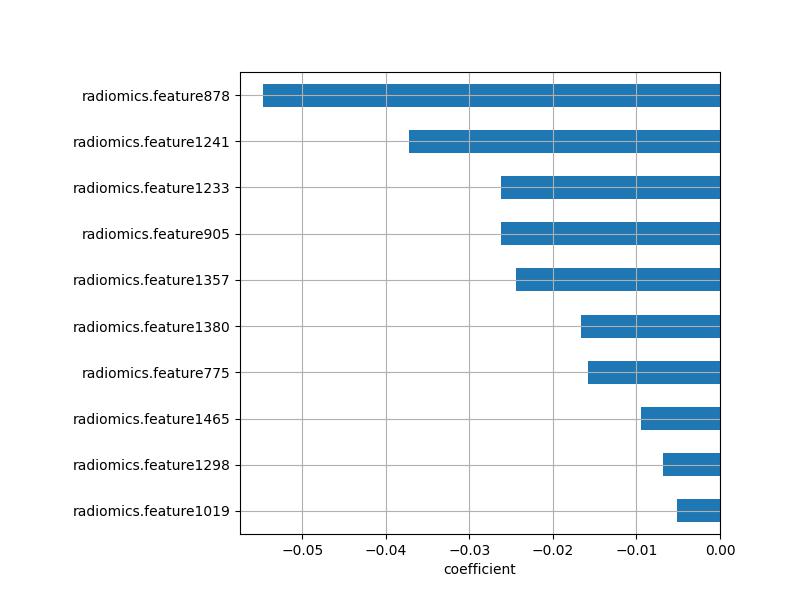 radiomics.feature878
radiomics.feature1241
radiomics.feature1233
radiomics.feature905
radiomics.feature1357
radiomics.feature1380
radiomics.feature775
radiomics.feature1465
radiomics.feature1298
radiomics.feature1019
−0.05 −0.04 −0.03 −0.02 −0.01 0.00
coefficient